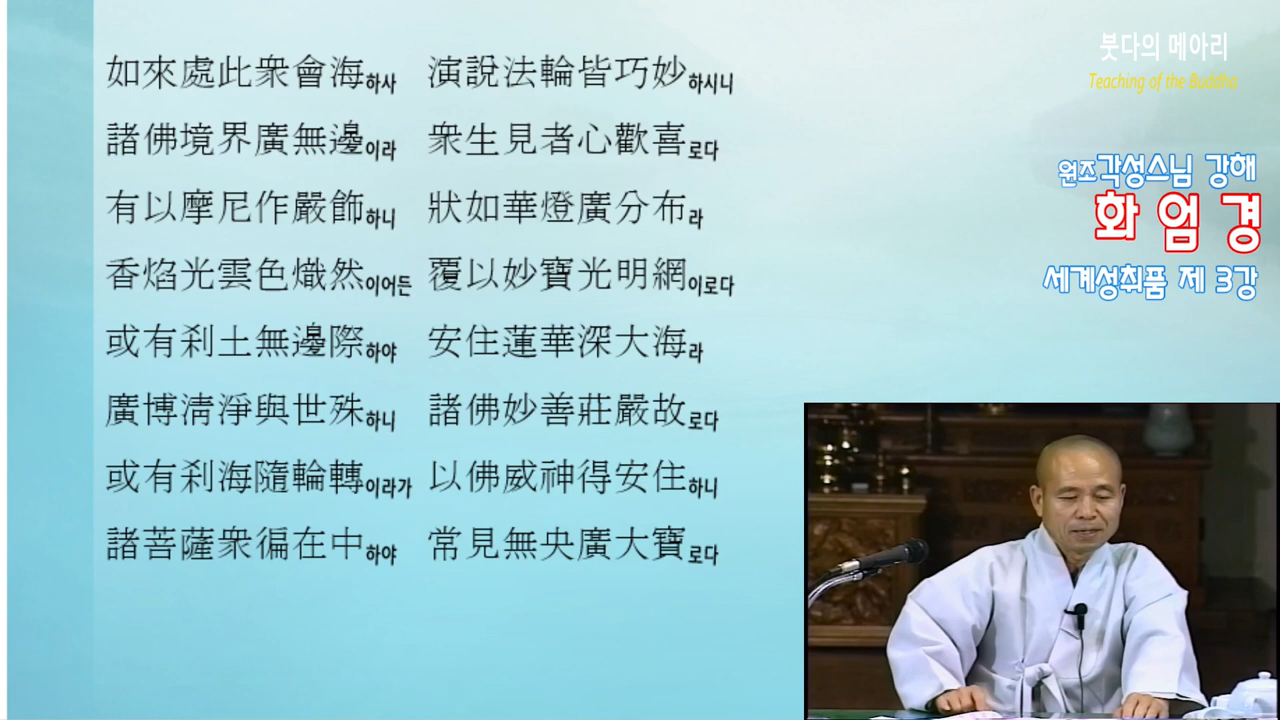 如來處此衆會海하사 演說法輪皆巧妙하시니
諸佛境界廣無邊이라 衆生見者心歡喜로다
有以摩尼作嚴飾하니 狀如華燈廣分布라
香焰光雲色熾然이어든 覆以妙寶光明網이로다
或有刹土無邊際하야 安住蓮華深大海라
廣博淸淨與世殊하니 諸佛妙善莊嚴故로다
或有刹海隨輪轉이라가 以佛威神得安住하니
諸菩薩衆徧在中하야 常見無央廣大寶로다
붓다의 메아리
Teaching of the Buddha
원조각성스님 강해
화엄경
세계성취품 제 3강